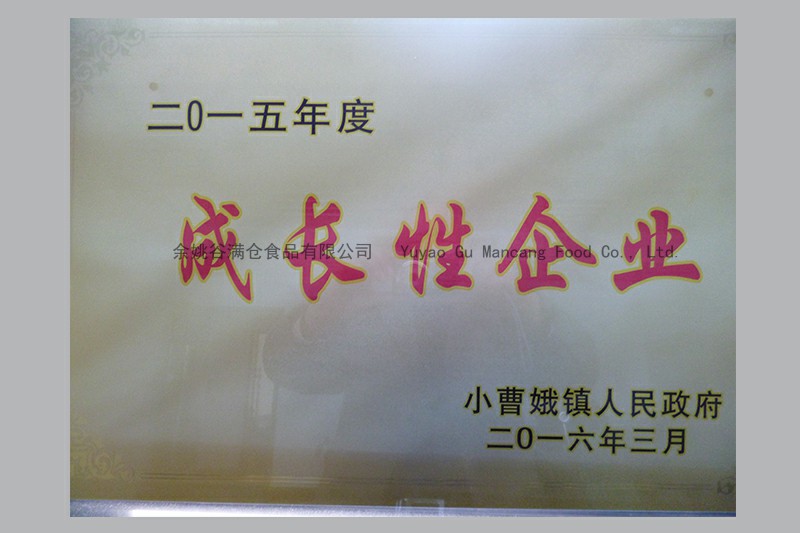 二0一五年度
成长性企业
余姚谷满仓食品有限公司 Yuyao Gu Mancang Food Co., Ltd.
小曹娥镇人民政府
二0一六年三月